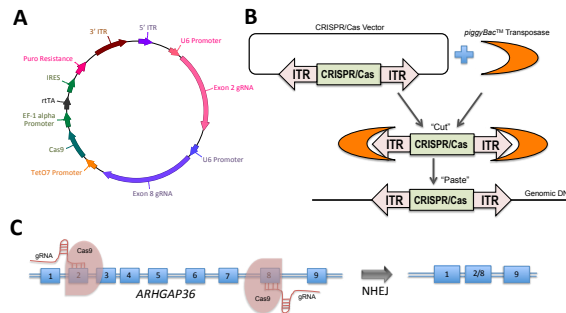 A
3' ITR
5' ITR
U6 Promoter
Puro Resistance
IRES
rtTA
EF-1 alpha
Promoter
Cas9
TetO7 Promoter
Exon 2 gRNA
U6 Promoter
Exon 8 gRNA
B
CRISPR/Cas Vector
piggyBac™ Transposase
ITR CRISPR/Cas ITR
"Cut"
ITR CRISPR/Cas ITR
"Paste"
ITR CRISPR/Cas ITR
Genomic DN
C
gRNA
Cas9
1 2 3 4 5 6 7 8 9
ARHGAP36
Cas9
gRNA
NHEJ
1 2/8 9